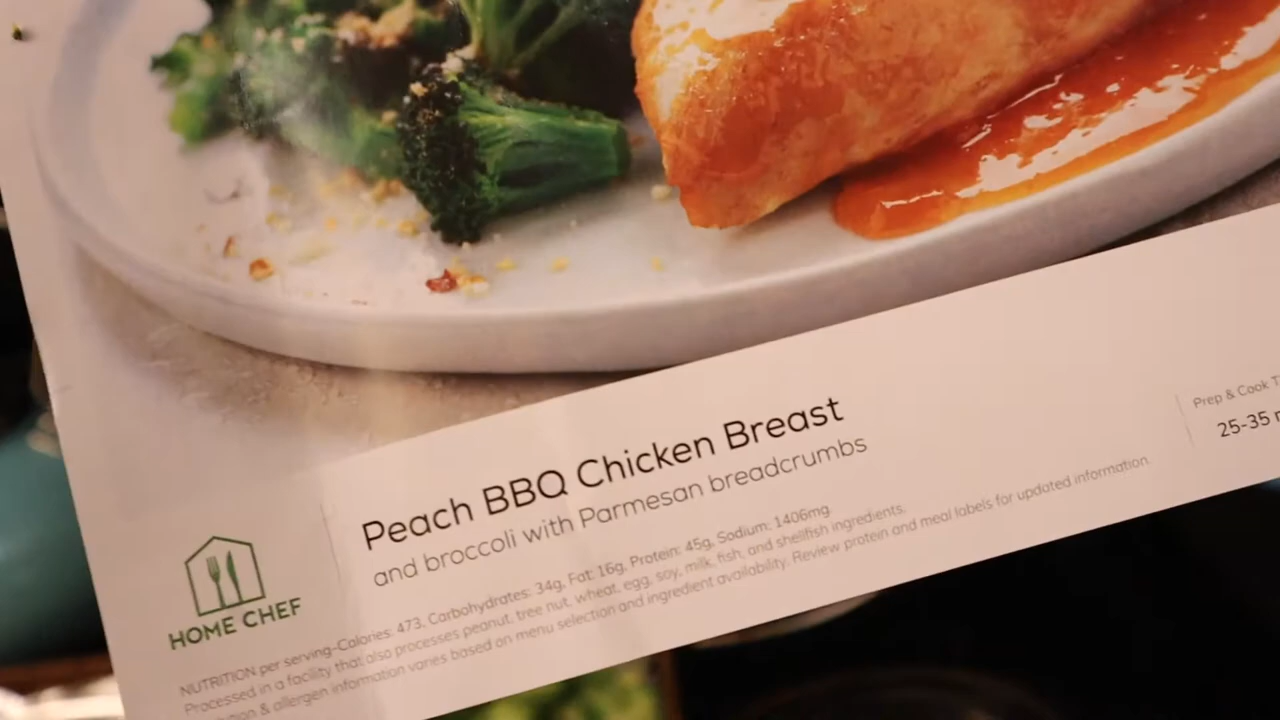 Peach BBQ Chicken Breast
and broccoli with Parmesan breadcrumbs
Prep & Cook
25-35
HOME CHEF
NUTRITION per serving-Calories: 473, Carbohydrates: 34g, Fat: 16g, Protein: 45g, Sodium: 1406mg.
Processed in a facility that also processes peanut, tree nut, wheat, egg, soy, milk, fish, and shellfish ingredients.
& allergen information varies based on menu selection and ingredient availability. Review protein and meal labels for updated information.